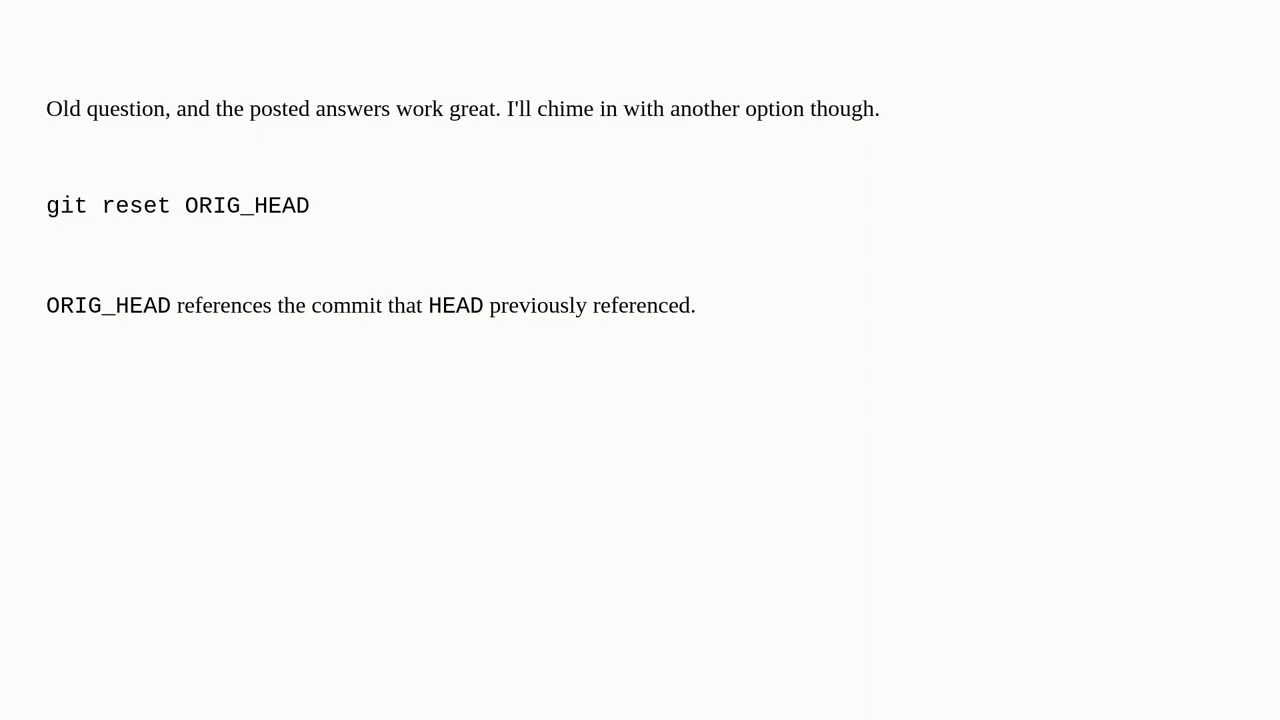 Old question, and the posted answers work great. I'll chime in with another option though.
git reset ORIG_HEAD
ORIG_HEAD references the commit that HEAD previously referenced.